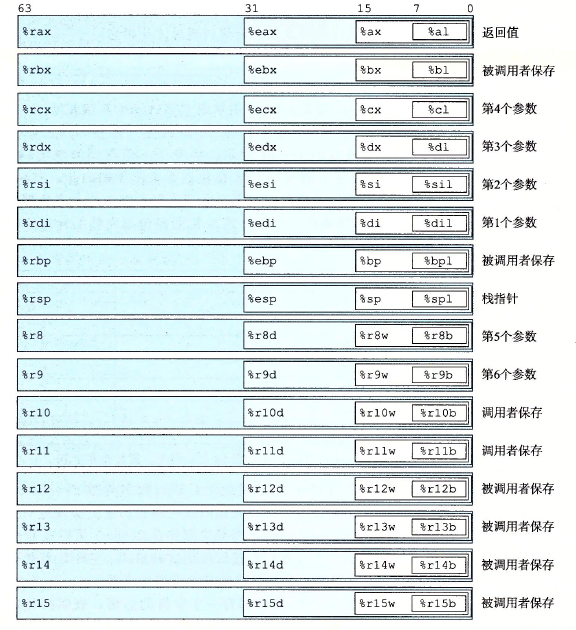 63 31 15 7 0
%rax %eax %ax %al 返回值
%rbx %ebx %bx %bl 被调用者保存
%rcx %ecx %cx %cl 第4个参数
%rdx %edx %dx %dl 第3个参数
%rsi %esi %si %sil 第2个参数
%rdi %edi %di %dil 第1个参数
%rbp %ebp %bp %bpl 被调用者保存
%rsp %esp %sp %spl 栈指针
%r8 %r8d %r8w %r8b 第5个参数
%r9 %r9d %r9w %r9b 第6个参数
%r10 %r10d %r10w %r10b 调用者保存
%r11 %r11d %r11w %r11b 调用者保存
%r12 %r12d %r12w %r12b 被调用者保存
%r13 %r13d %r13w %r13b 被调用者保存
%r14 %r14d %r14w %r14b 被调用者保存
%r15 %r15d %r15w %r15b 被调用者保存